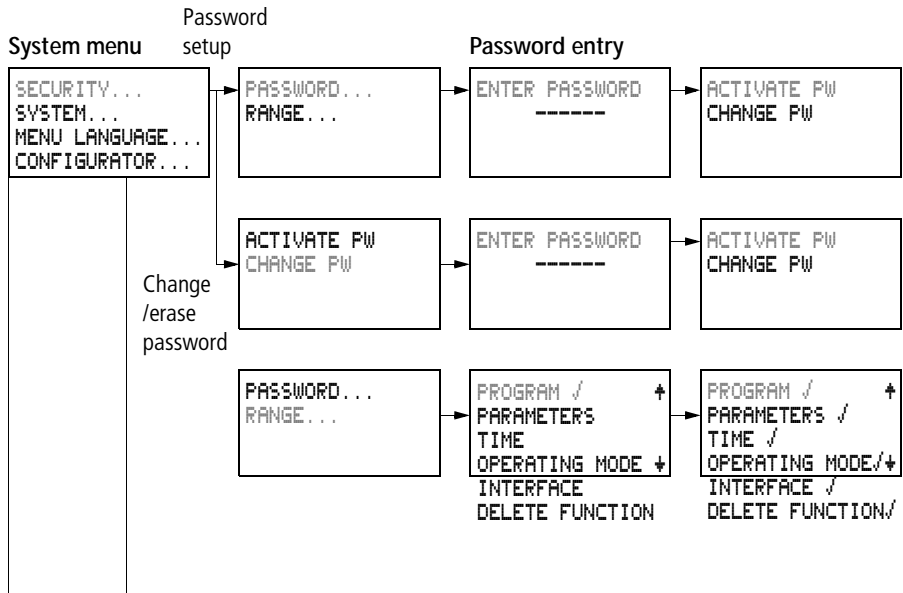 Password
setup
System menu
Password entry
SECURITY...
SYSTEM...
MENU LANGUAGE...
CONFIGURATOR...
PASSWORD...
RANGE...
ENTER PASSWORD
------
ACTIVATE PW
CHANGE PW
Change
/erase
password
ACTIVATE PW
CHANGE PW
ENTER PASSWORD
------
ACTIVATE PW
CHANGE PW
PASSWORD...
RANGE...
PROGRAM √
PARAMETERS
TIME
OPERATING MODE
INTERFACE
DELETE FUNCTION
PROGRAM √
PARAMETERS √
TIME √
OPERATING MODE√
INTERFACE √
DELETE FUNCTION√